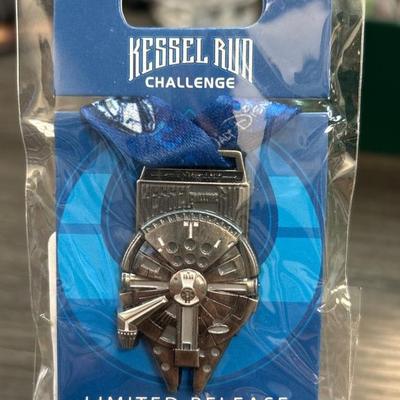 KESSEL RUN
CHALLENGE
LIMITED RELEASE